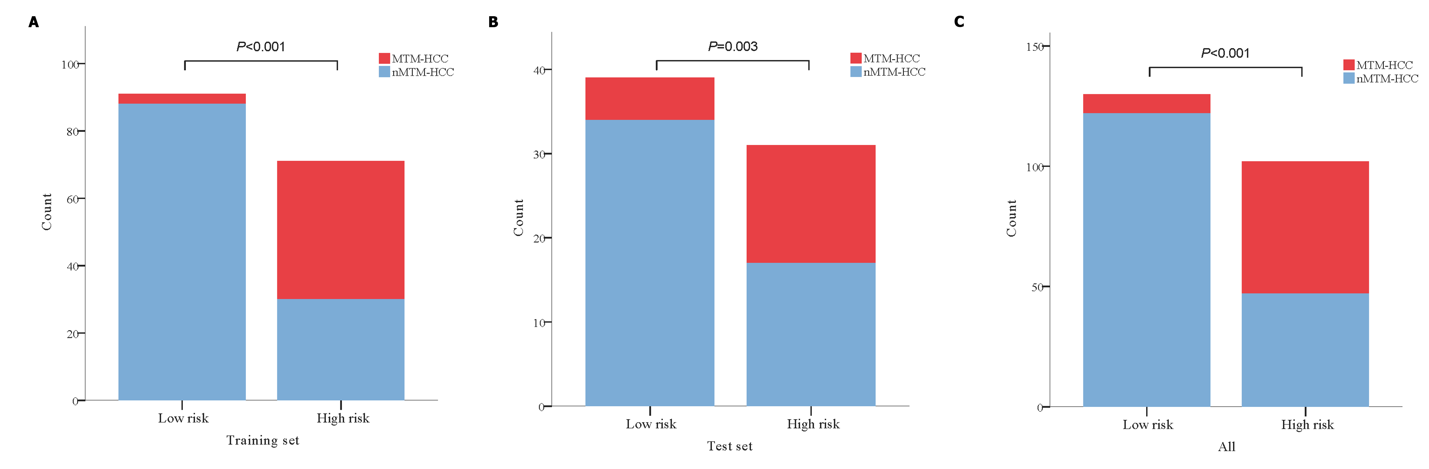 A
P<0.001
MTM-HCC
nMTM-HCC
100
80
60
40
20
0
Count
Low risk
High risk
Training set
B
P=0.003
MTM-HCC
nMTM-HCC
40
30
20
10
0
Count
Low risk
High risk
Test set
C
P<0.001
MTM-HCC
nMTM-HCC
150
100
50
0
Count
Low risk
High risk
All